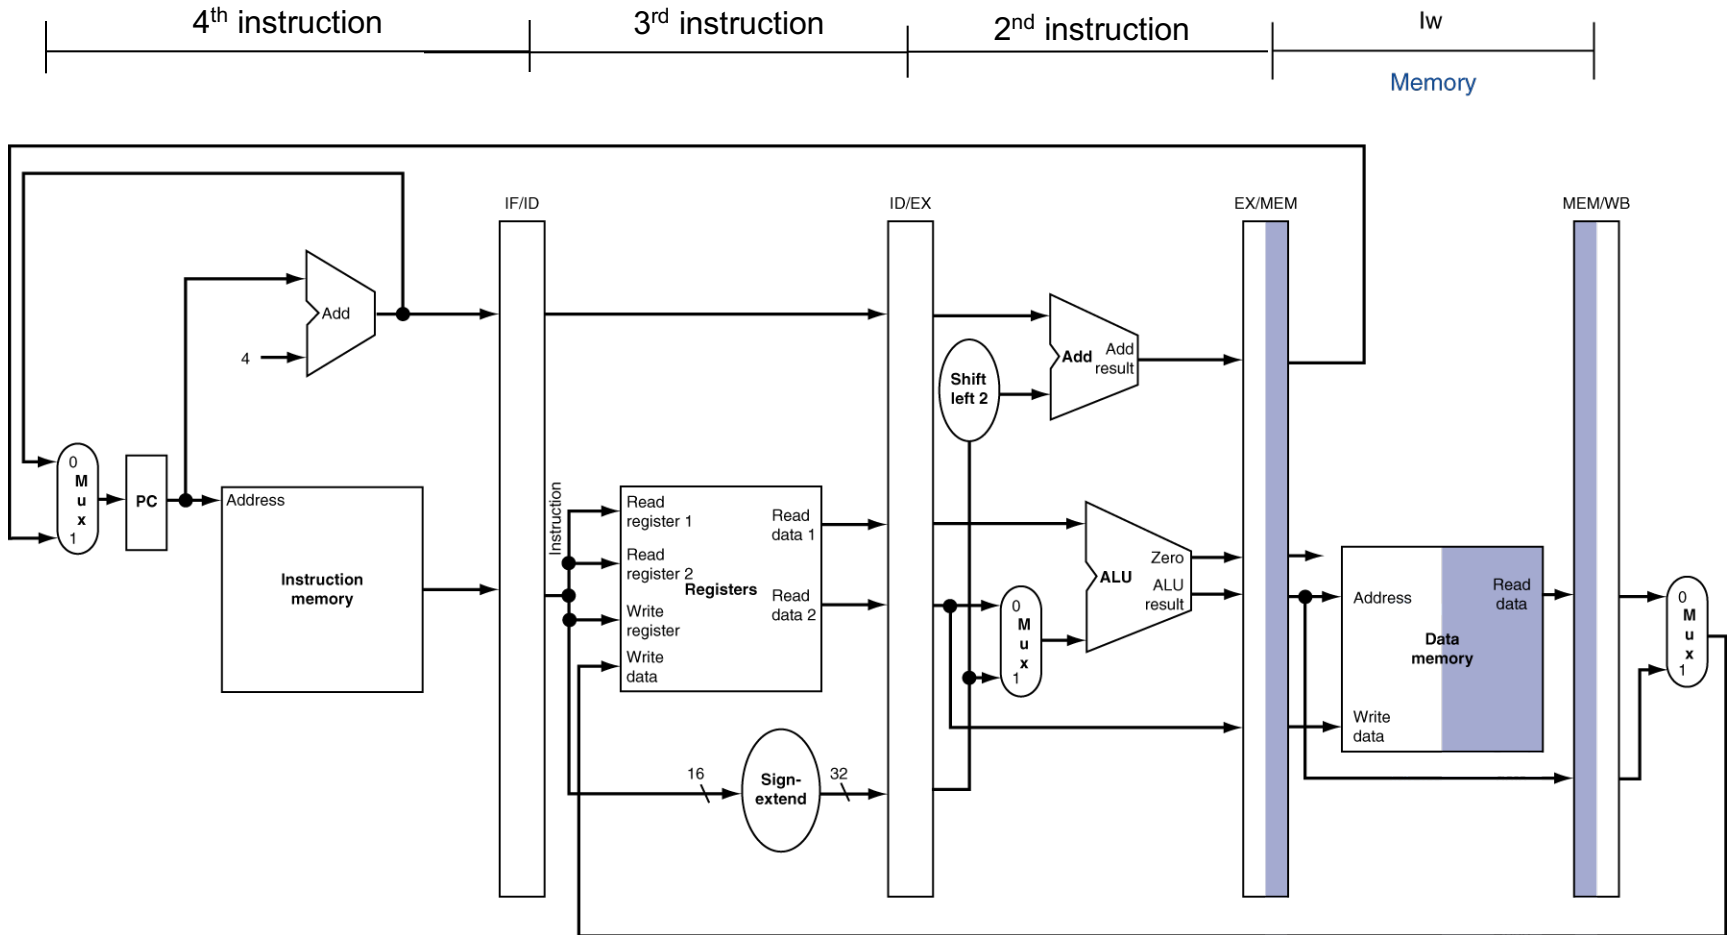 4th instruction
3rd instruction
2nd instruction
lw
Memory
IF/ID
ID/EX
EX/MEM
MEM/WB
Add
4
Add
Add
result
Shift
left 2
0
M
u
x
1
PC
Address
Instruction
memory
Instruction
Read
register 1
Read
register 2
Write
register
Write
data
Registers
Read
data 1
Read
data 2
16
Sign-
extend
32
0
M
u
x
1
ALU
Zero
ALU
result
Address
Write
data
Data
memory
Read
data
0
M
u
x
1